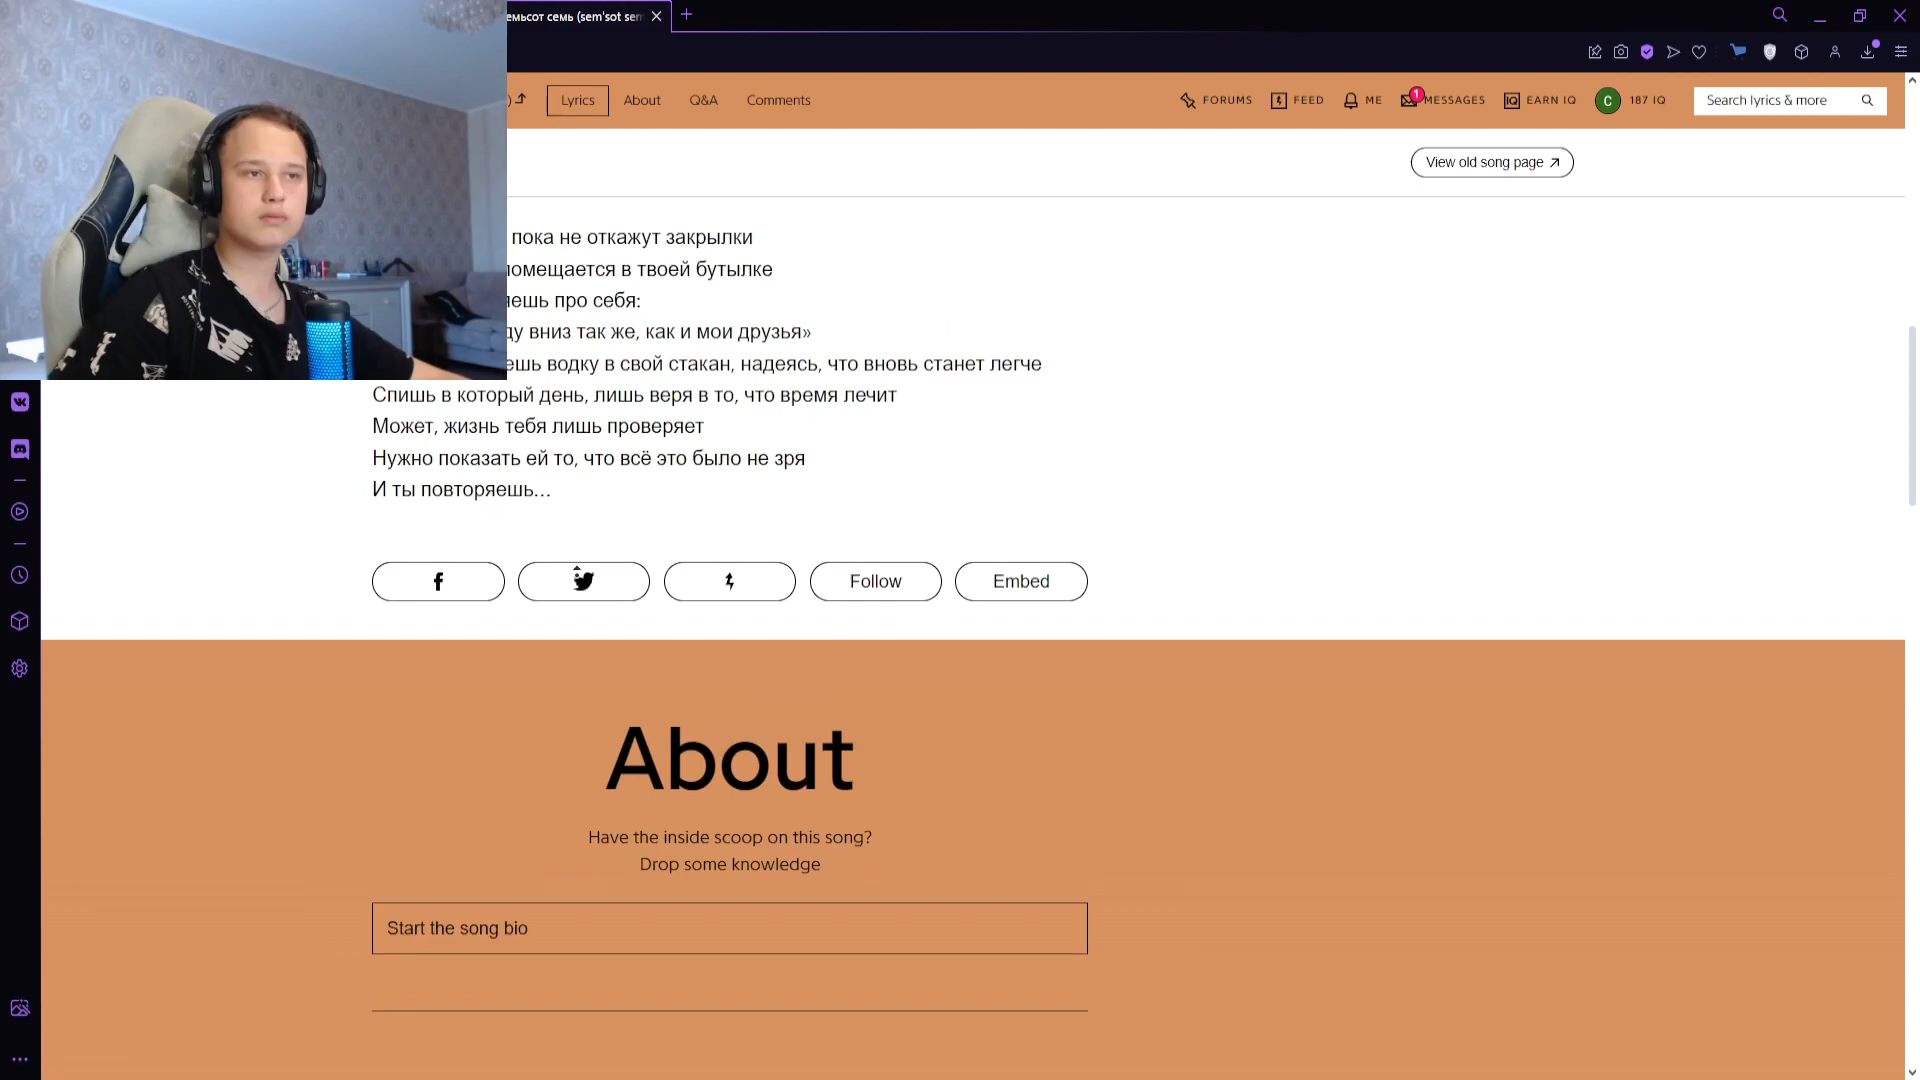 емьсот семь (sem'sot sem
Lyrics
About
Q&A
Comments
FORUMS
FEED
ME
1
MESSAGES
EARN IQ
C
187 IQ
Search lyrics & more
View old song page
пока не откажут закрылки
помещается в твоей бутылке
про себя:
вниз так же, как и мои друзья»
водку в свой стакан, надеясь, что вновь станет легче
Спишь в который день, лишь веря в то, что время лечит
Может, жизнь тебя лишь проверяет
Нужно показать ей то, что всё это было не зря
И ты повторяешь...
Follow
Embed
About
Have the inside scoop on this song?
Drop some knowledge
Start the song bio